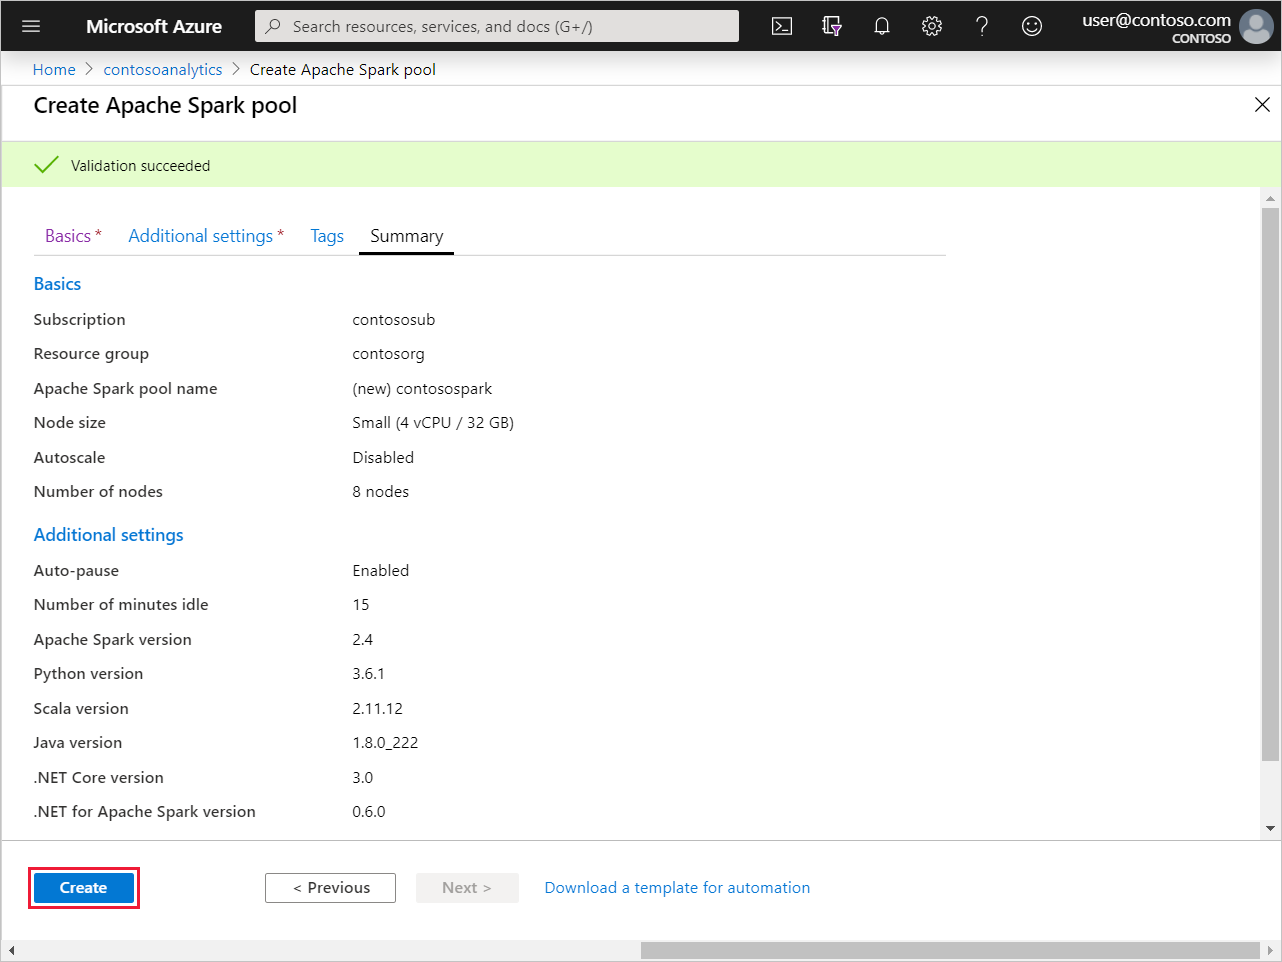 Microsoft Azure
Search resources, services, and docs (G+/)
user@contoso.com
CONTOSO
Home > contosoanalytics > Create Apache Spark pool
Create Apache Spark pool
Validation succeeded
Basics * Additional settings * Tags Summary
Basics
Subscription contososub
Resource group contosorg
Apache Spark pool name (new) contosospark
Node size Small (4 vCPU / 32 GB)
Autoscale Disabled
Number of nodes 8 nodes
Additional settings
Auto-pause Enabled
Number of minutes idle 15
Apache Spark version 2.4
Python version 3.6.1
Scala version 2.11.12
Java version 1.8.0_222
.NET Core version 3.0
.NET for Apache Spark version 0.6.0
Create < Previous Next > Download a template for automation